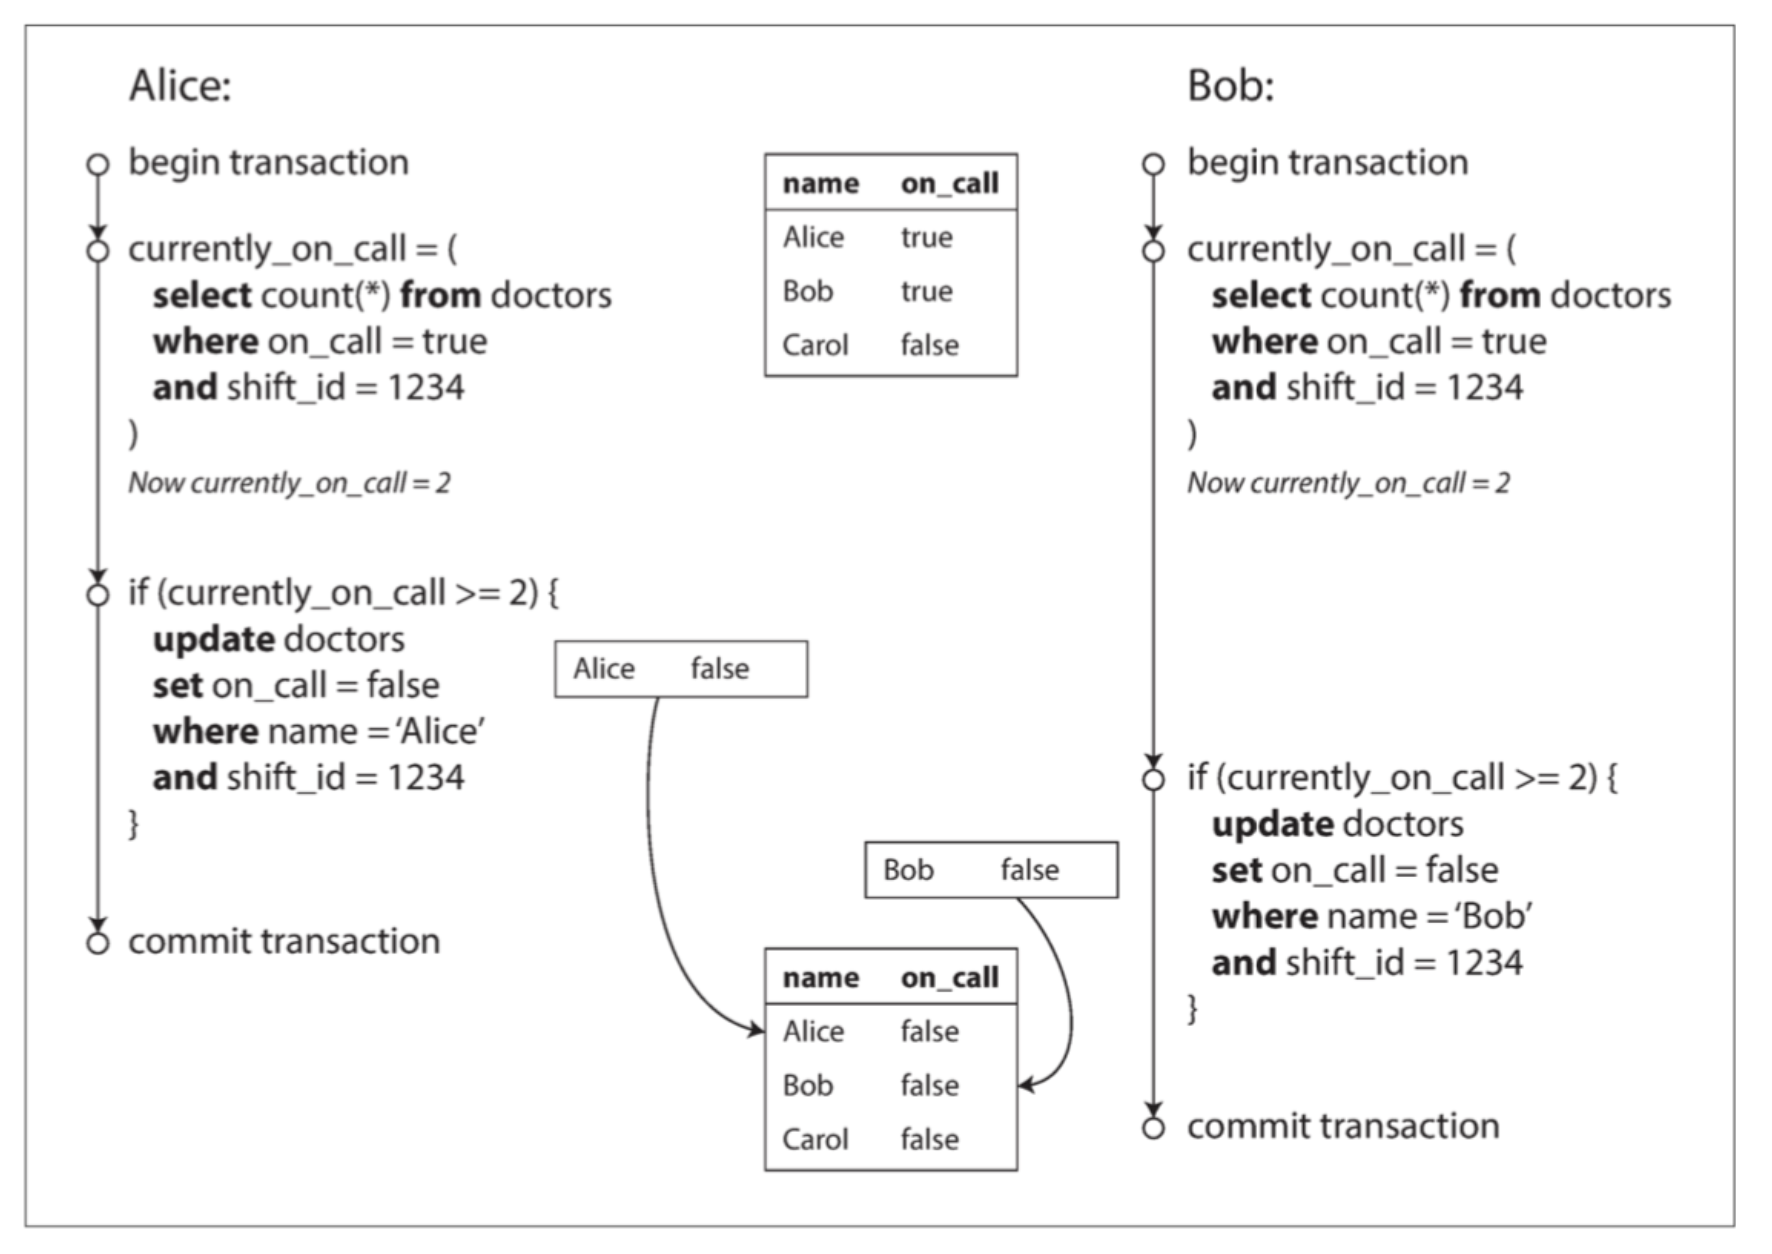 Alice:
begin transaction
currently_on_call = (
select count(*) from doctors
where on_call = true
and shift_id = 1234
)
Now currently_on_call = 2
if (currently_on_call >= 2) {
update doctors
set on_call = false
where name = ‘Alice’
and shift_id = 1234
}
commit transaction
name on_call
Alice true
Bob true
Carol false
Alice false
Bob false
name on_call
Alice false
Bob false
Carol false
Bob:
begin transaction
currently_on_call = (
select count(*) from doctors
where on_call = true
and shift_id = 1234
)
Now currently_on_call = 2
if (currently_on_call >= 2) {
update doctors
set on_call = false
where name = ‘Bob’
and shift_id = 1234
}
commit transaction